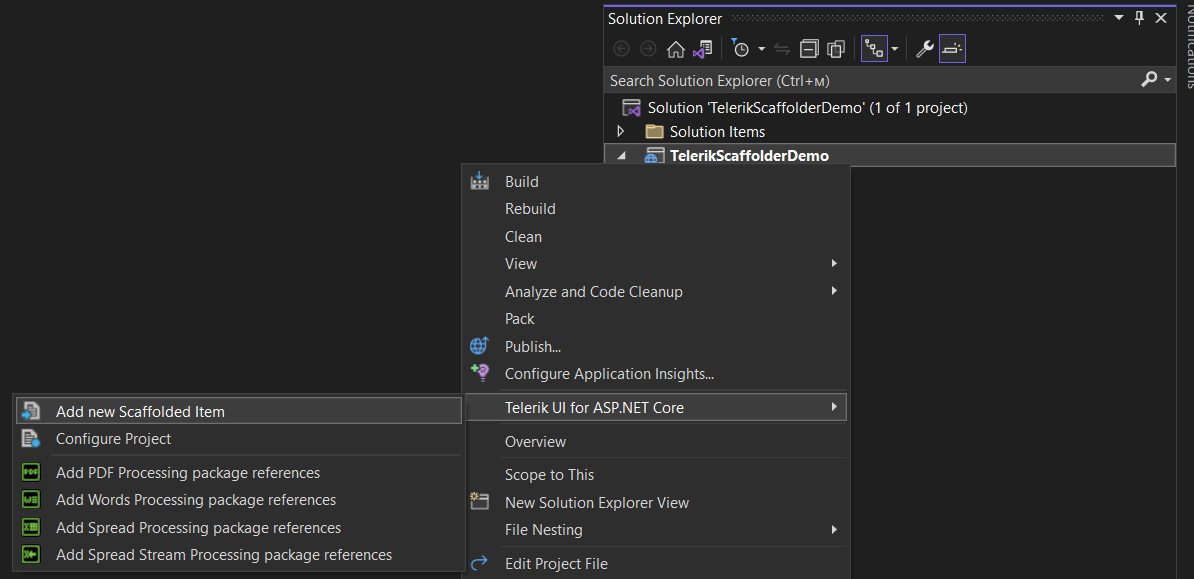 Solution Explorer
Search Solution Explorer (Ctrl+м)
Solution 'TelerikScaffolderDemo' (1 of 1 project)
Solution Items
TelerikScaffolderDemo
Build
Rebuild
Clean
View
Analyze and Code Cleanup
Pack
Publish...
Configure Application Insights...
Telerik UI for ASP.NET Core
Overview
Scope to This
New Solution Explorer View
File Nesting
Edit Project File
Add new Scaffolded Item
Configure Project
Add PDF Processing package references
Add Words Processing package references
Add Spread Processing package references
Add Spread Stream Processing package references
Notifications